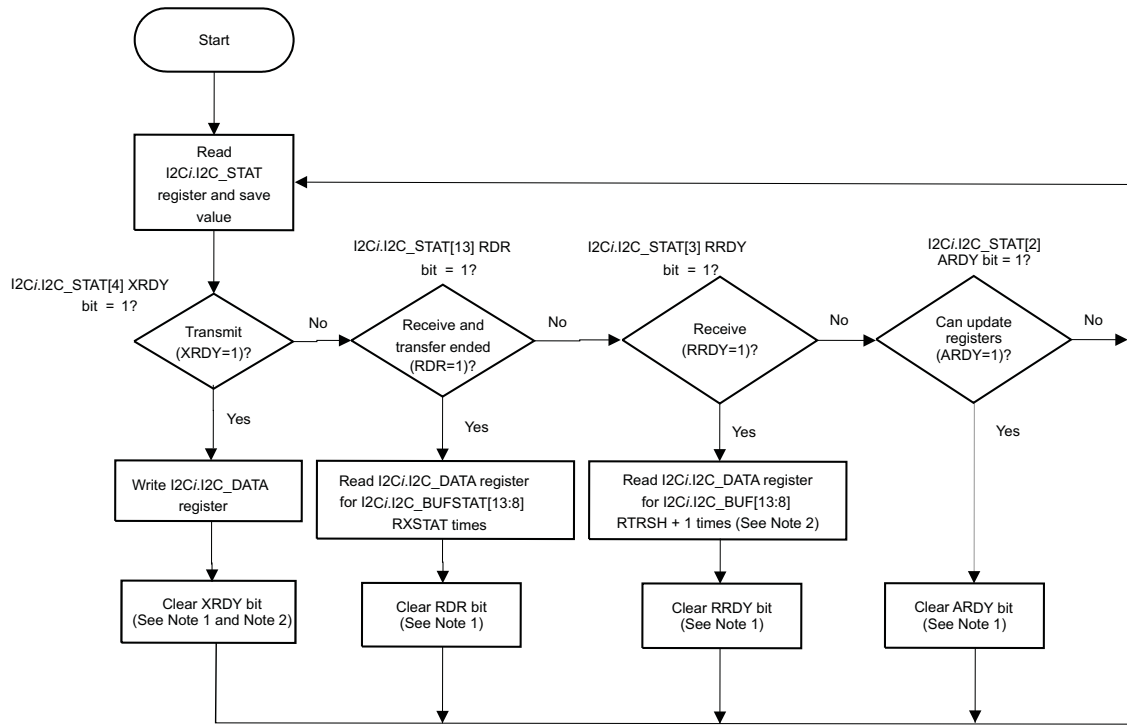 Start
Read
I2Ci.I2C_STAT
register and save
value
I2Ci.I2C_STAT[4] XRDY
bit = 1?
I2Ci.I2C_STAT[13] RDR
bit = 1?
I2Ci.I2C_STAT[3] RRDY
bit = 1?
I2Ci.I2C_STAT[2]
ARDY bit = 1?
Transmit
(XRDY=1)?
No
Receive and
transfer ended
(RDR=1)?
No
Receive
(RRDY=1)?
No
Can update
registers
(ARDY=1)?
No
Yes
Yes
Yes
Yes
Write I2Ci.I2C_DATA
register
Read I2Ci.I2C_DATA register
for I2Ci.I2C_BUFSTAT[13:8]
RXSTAT times
Read I2Ci.I2C_DATA register
for I2Ci.I2C_BUF[13:8]
RTRSH + 1 times (See Note 2)
Clear XRDY bit
(See Note 1 and Note 2)
Clear RDR bit
(See Note 1)
Clear RRDY bit
(See Note 1)
Clear ARDY bit
(See Note 1)